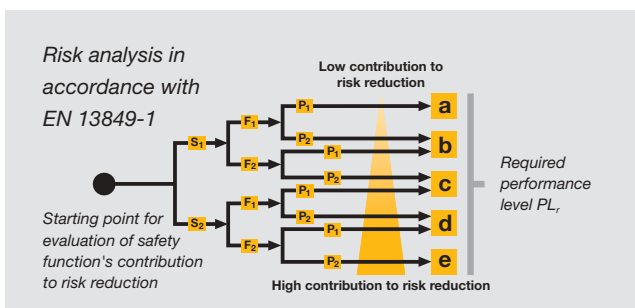 Risk analysis in
accordance with
EN 13849-1
Low contribution to
risk reduction
P1
a
F1
S1
P2
b
P1
F2
P2
c
Required
performance
level PLr
Starting point for
evaluation of safety
function's contribution
to risk reduction
F1
P1
S2
P2
d
P1
F2
P2
e
High contribution to risk reduction